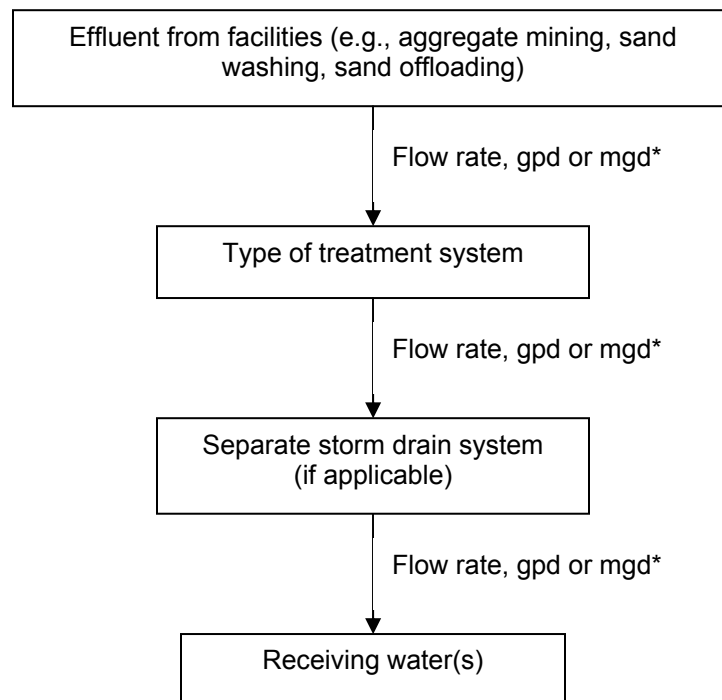 Effluent from facilities (e.g., aggregate mining, sand
washing, sand offloading)
Flow rate, gpd or mgd*
Type of treatment system
Flow rate, gpd or mgd*
Separate storm drain system
(if applicable)
Flow rate, gpd or mgd*
Receiving water(s)